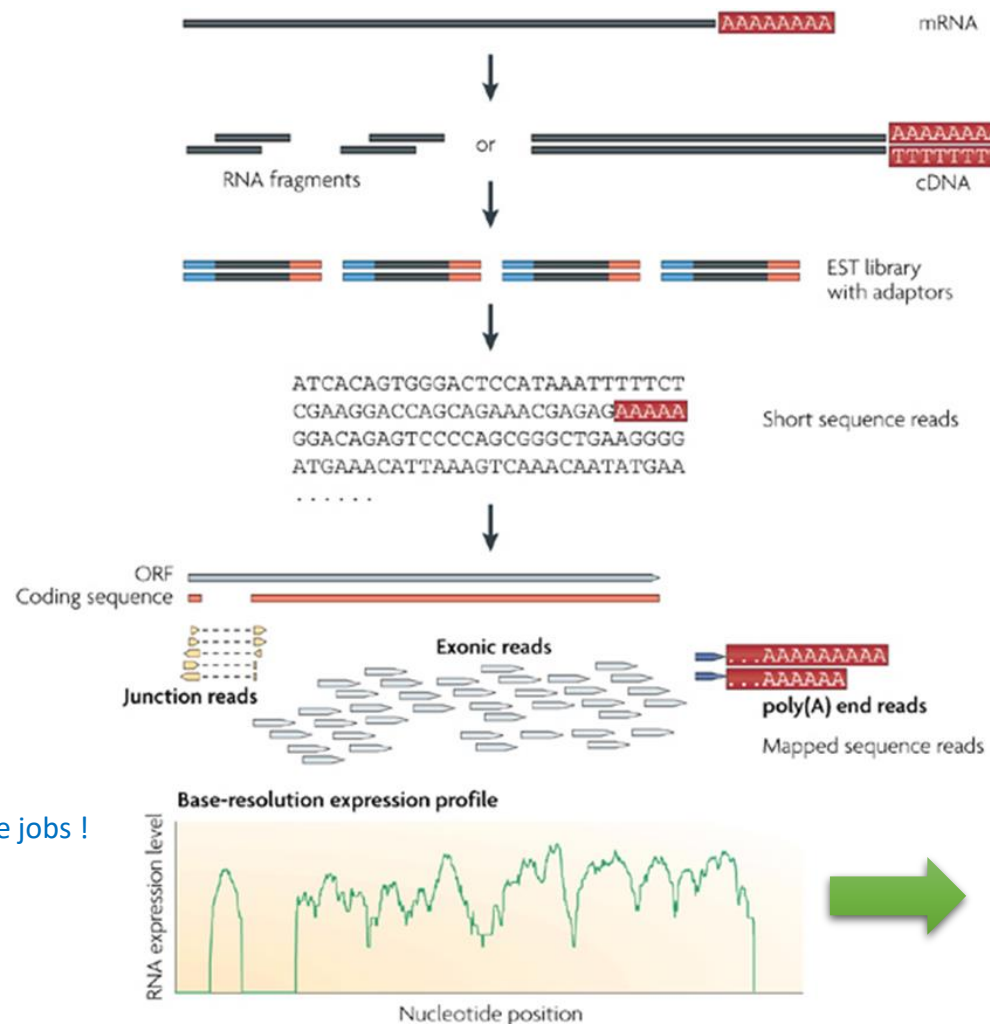 AAAAAAAA mRNA
AAAAAAA
or
TTTTTTT
RNA fragments
cDNA
EST library
with adaptors
ATCACAGTGGGACTCCATAAATTTTTCT
CGAAGGACCAGCAGAAACGAGAGAAAAA
Short sequence reads
GGACAGAGTCCCCAGCGGGCTGAAGGGG
ATGAAACATTAAAGTCAAACAATATGAA
. . . . . .
ORF
Coding sequence
Exonic reads
...AAAAAAAAA
...AAAAAA
Junction reads
poly(A) end reads
Mapped sequence reads
Base-resolution expression profile
e jobs !
RNA expression level
Nucleotide position